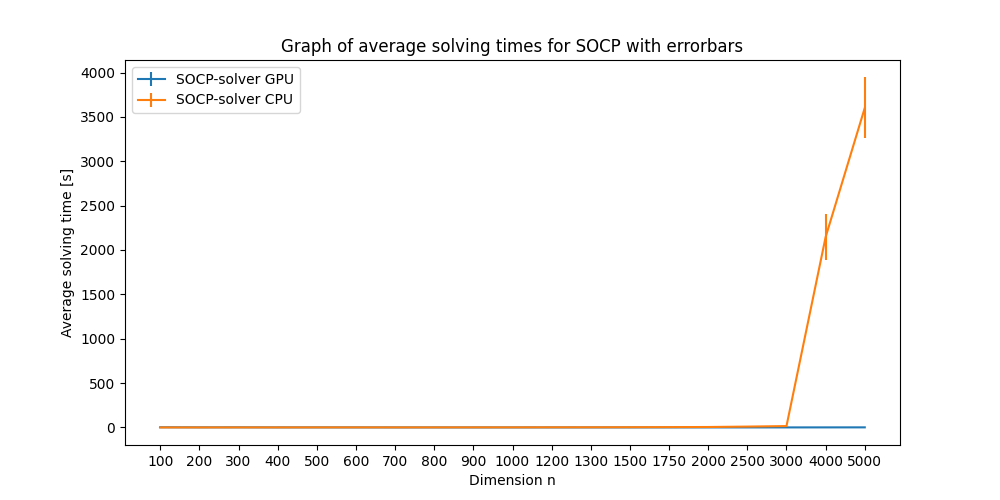 Graph of average solving times for SOCP with errorbars
SOCP-solver GPU
SOCP-solver CPU
Average solving time [s]
4000
3500
3000
2500
2000
1500
1000
500
0
100 200 300 400 500 600 700 800 900 1000 1200 1300 1500 1750 2000 2500 3000 4000 5000
Dimension n